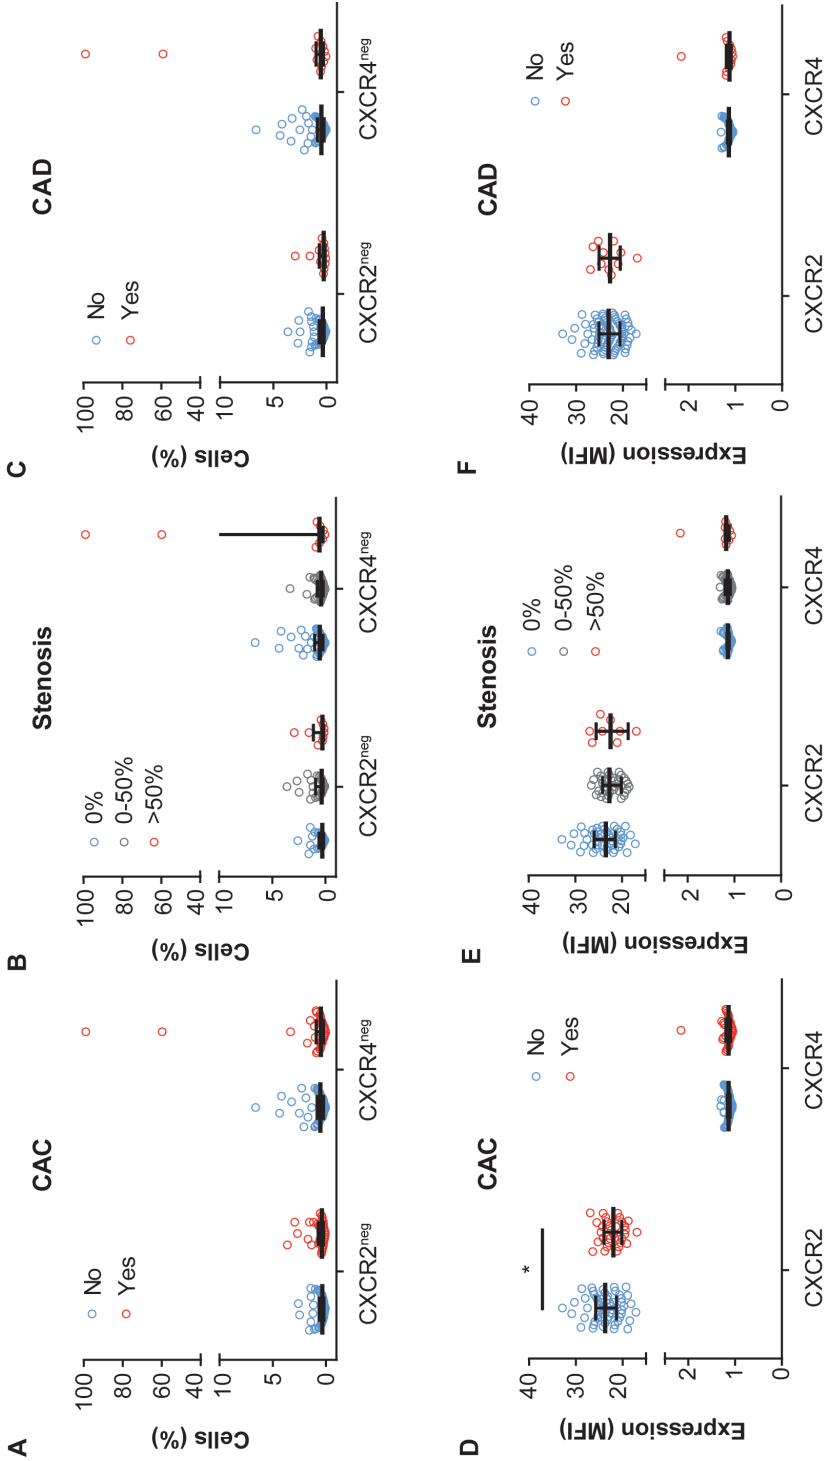 A
CAC
No
Yes
Cells (%)
100
80
60
40
10
5
0
CXCR2neg
CXCR4neg
B
Stenosis
0%
0-50%
>50%
Cells (%)
100
80
60
40
10
5
0
CXCR2neg
CXCR4neg
C
CAD
No
Yes
Cells (%)
100
80
60
40
10
5
0
CXCR2neg
CXCR4neg
D
CAC
No
Yes
*
Expression (MFI)
40
30
20
2
1
0
CXCR2
CXCR4
E
Stenosis
0%
0-50%
>50%
Expression (MFI)
40
30
20
2
1
0
CXCR2
CXCR4
F
CAD
No
Yes
Expression (MFI)
40
30
20
2
1
0
CXCR2
CXCR4